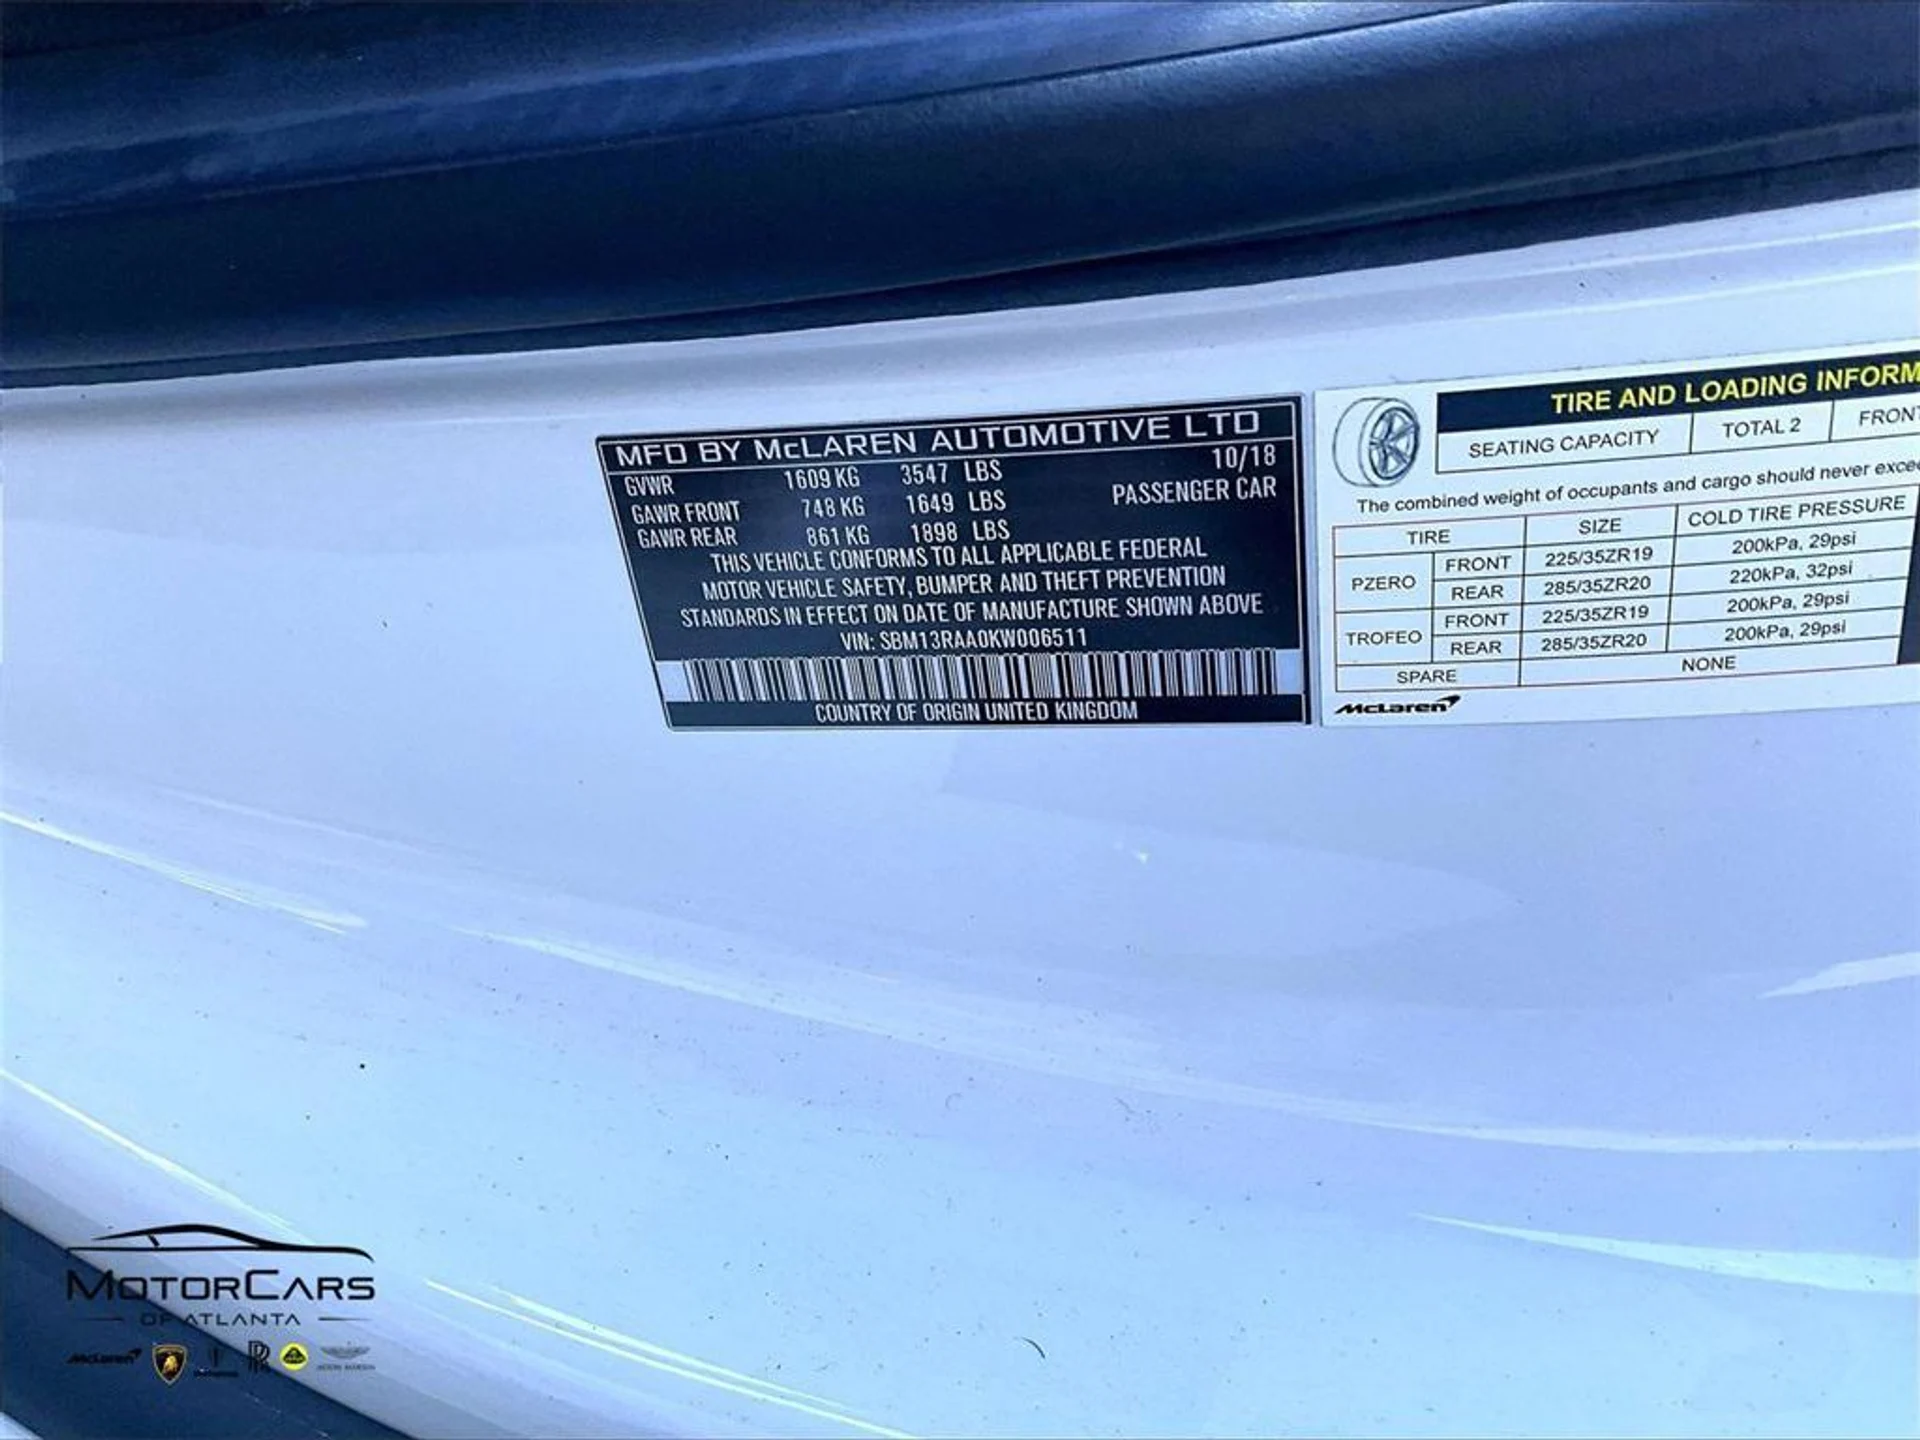 MFD BY McLAREN AUTOMOTIVE LTD
10/18
GVWR 1609 KG 3547 LBS
GAWR FRONT 748 KG 1649 LBS PASSENGER CAR
GAWR REAR 861 KG 1898 LBS
THIS VEHICLE CONFORMS TO ALL APPLICABLE FEDERAL
MOTOR VEHICLE SAFETY, BUMPER AND THEFT PREVENTION
STANDARDS IN EFFECT ON DATE OF MANUFACTURE SHOWN ABOVE
VIN: SBM13RAA0KW006511
COUNTRY OF ORIGIN UNITED KINGDOM
TIRE AND LOADING INFORM
SEATING CAPACITY TOTAL 2 FRONT
The combined weight of occupants and cargo should never excee
TIRE SIZE COLD TIRE PRESSURE
PZERO FRONT 225/35ZR19 200kPa, 29psi
REAR 285/35ZR20 220kPa, 32psi
TROFEO FRONT 225/35ZR19 200kPa, 29psi
REAR 285/35ZR20 200kPa, 29psi
SPARE NONE
McLaren
MOTORCARS
OF ATLANTA
McLaren